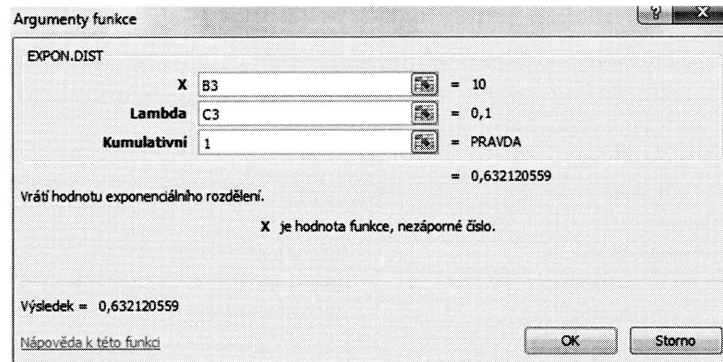 Argumenty funkce
EXPON.DIST
X B3 = 10
Lambda C3 = 0,1
Kumulativní 1 = PRAVDA
= 0,632120559
Vrátí hodnotu exponenciálního rozdělení.
X je hodnota funkce, nezáporné číslo.
Výsledek = 0,632120559
Nápověda k této funkci
OK Storno